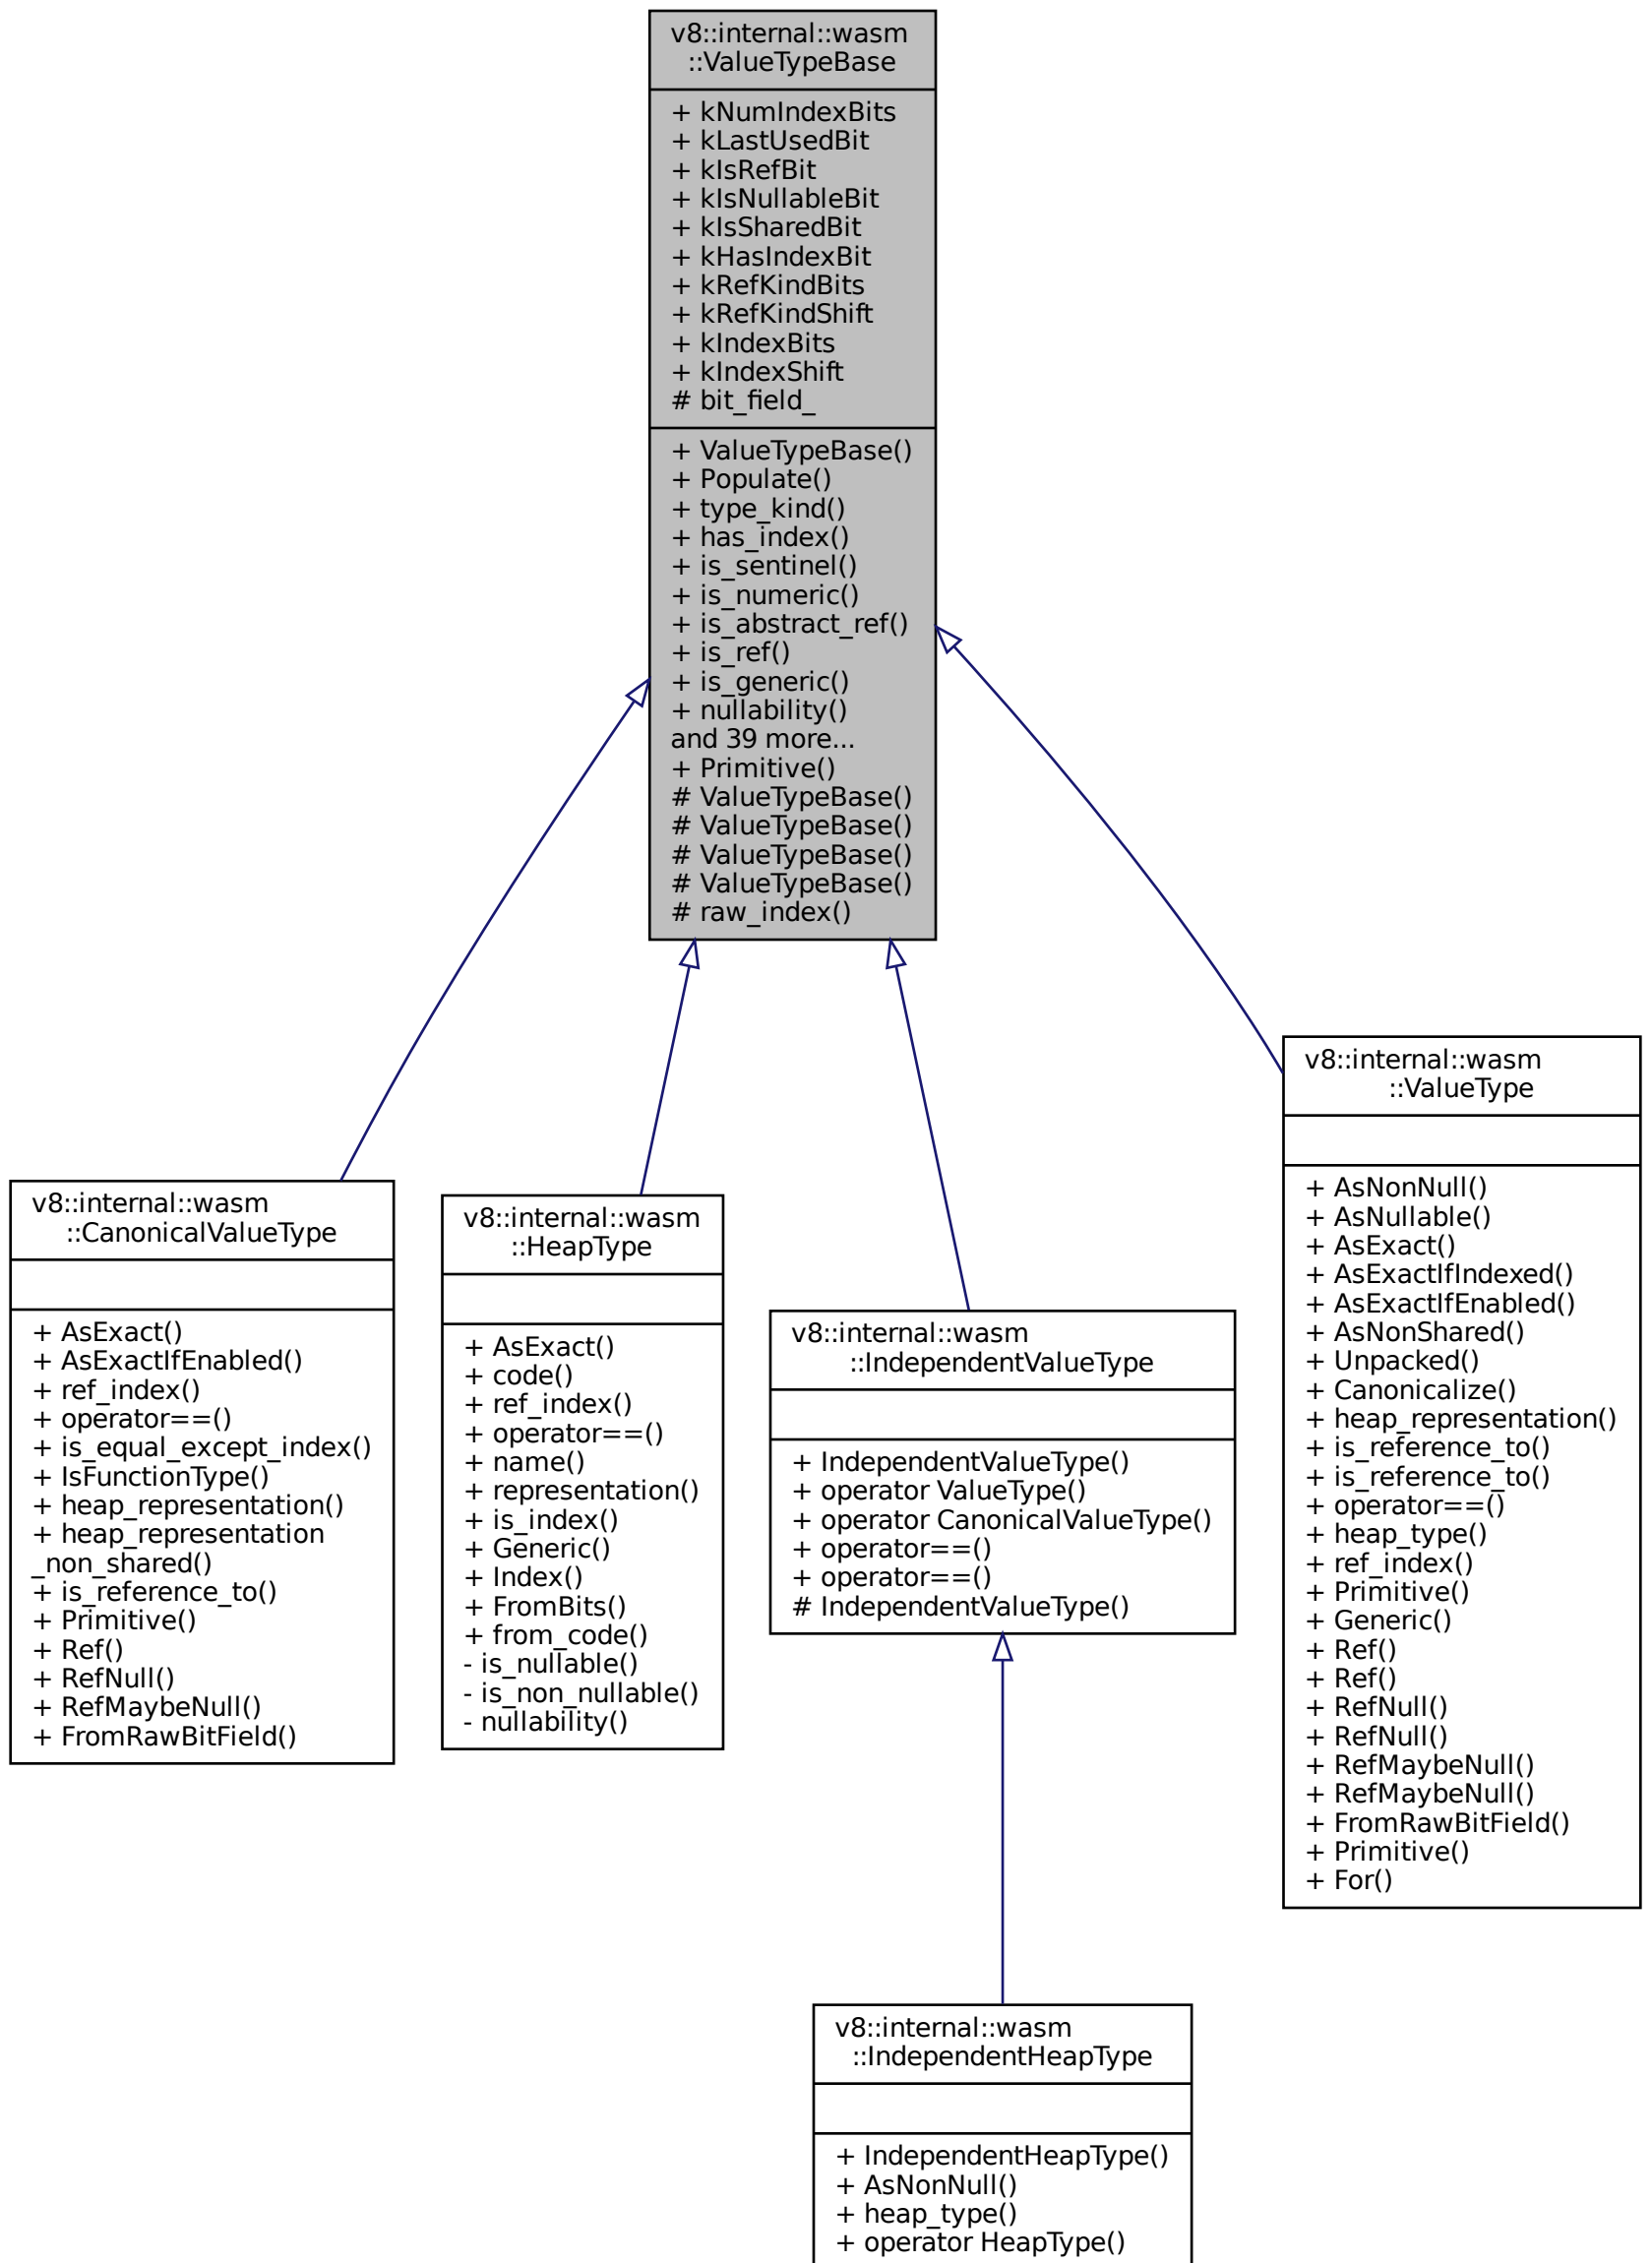 v8::internal::wasm
::ValueTypeBase
+ kNumIndexBits
+ kLastUsedBit
+ kIsRefBit
+ kIsNullableBit
+ kIsSharedBit
+ kHasIndexBit
+ kRefKindBits
+ kRefKindShift
+ kIndexBits
+ kIndexShift
# bit_field_
+ ValueTypeBase()
+ Populate()
+ type_kind()
+ has_index()
+ is_sentinel()
+ is_numeric()
+ is_abstract_ref()
+ is_ref()
+ is_generic()
+ nullability()
and 39 more...
+ Primitive()
# ValueTypeBase()
# ValueTypeBase()
# ValueTypeBase()
# ValueTypeBase()
# raw_index()
v8::internal::wasm
::CanonicalValueType
+ AsExact()
+ AsExactIfEnabled()
+ ref_index()
+ operator==()
+ is_equal_except_index()
+ IsFunctionType()
+ heap_representation()
+ heap_representation
_non_shared()
+ is_reference_to()
+ Primitive()
+ Ref()
+ RefNull()
+ RefMaybeNull()
+ FromRawBitField()
v8::internal::wasm
::HeapType
+ AsExact()
+ code()
+ ref_index()
+ operator==()
+ name()
+ representation()
+ is_index()
+ Generic()
+ Index()
+ FromBits()
+ from_code()
- is_nullable()
- is_non_nullable()
- nullability()
v8::internal::wasm
::IndependentValueType
+ IndependentValueType()
+ operator ValueType()
+ operator CanonicalValueType()
+ operator==()
+ operator==()
# IndependentValueType()
v8::internal::wasm
::ValueType
+ AsNonNull()
+ AsNullable()
+ AsExact()
+ AsExactIfIndexed()
+ AsExactIfEnabled()
+ AsNonShared()
+ Unpacked()
+ Canonicalize()
+ heap_representation()
+ is_reference_to()
+ is_reference_to()
+ operator==()
+ heap_type()
+ ref_index()
+ Primitive()
+ Generic()
+ Ref()
+ Ref()
+ RefNull()
+ RefNull()
+ RefMaybeNull()
+ RefMaybeNull()
+ FromRawBitField()
+ Primitive()
+ For()
v8::internal::wasm
::IndependentHeapType
+ IndependentHeapType()
+ AsNonNull()
+ heap_type()
+ operator HeapType()